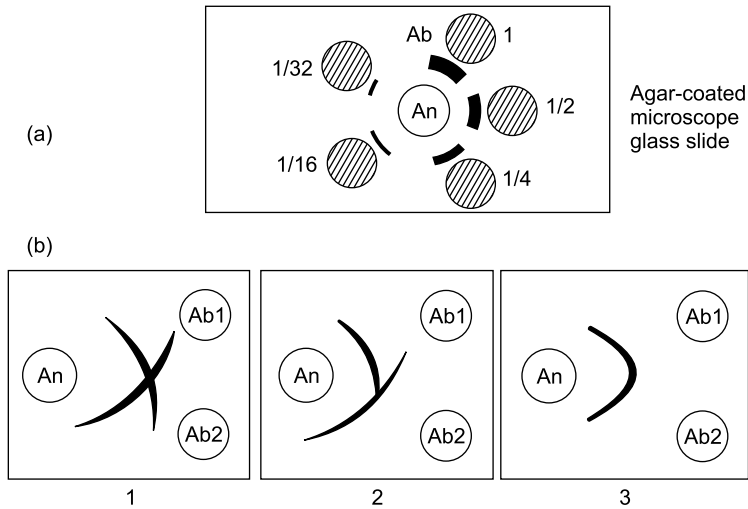 (a)
Ab
1
1/32
An
1/2
1/16
1/4
Agar-coated
microscope
glass slide
(b)
An
Ab1
Ab2
1
An
Ab1
Ab2
2
An
Ab1
Ab2
3